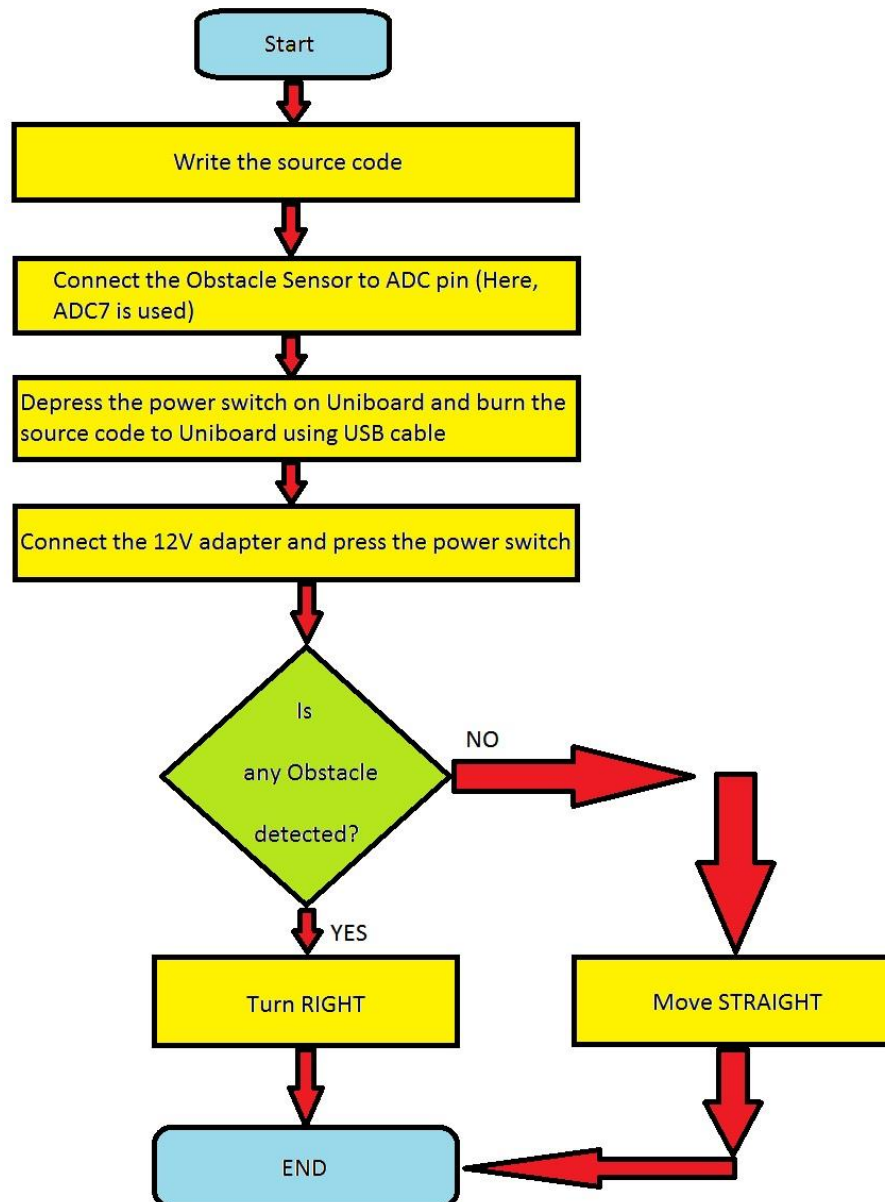 Start
Write the source code
Connect the Obstacle Sensor to ADC pin (Here,
ADC7 is used)
Depress the power switch on Uniboard and burn the
source code to Uniboard using USB cable
Connect the 12V adapter and press the power switch
Is
any Obstacle
detected?
NO
YES
Turn RIGHT
Move STRAIGHT
END